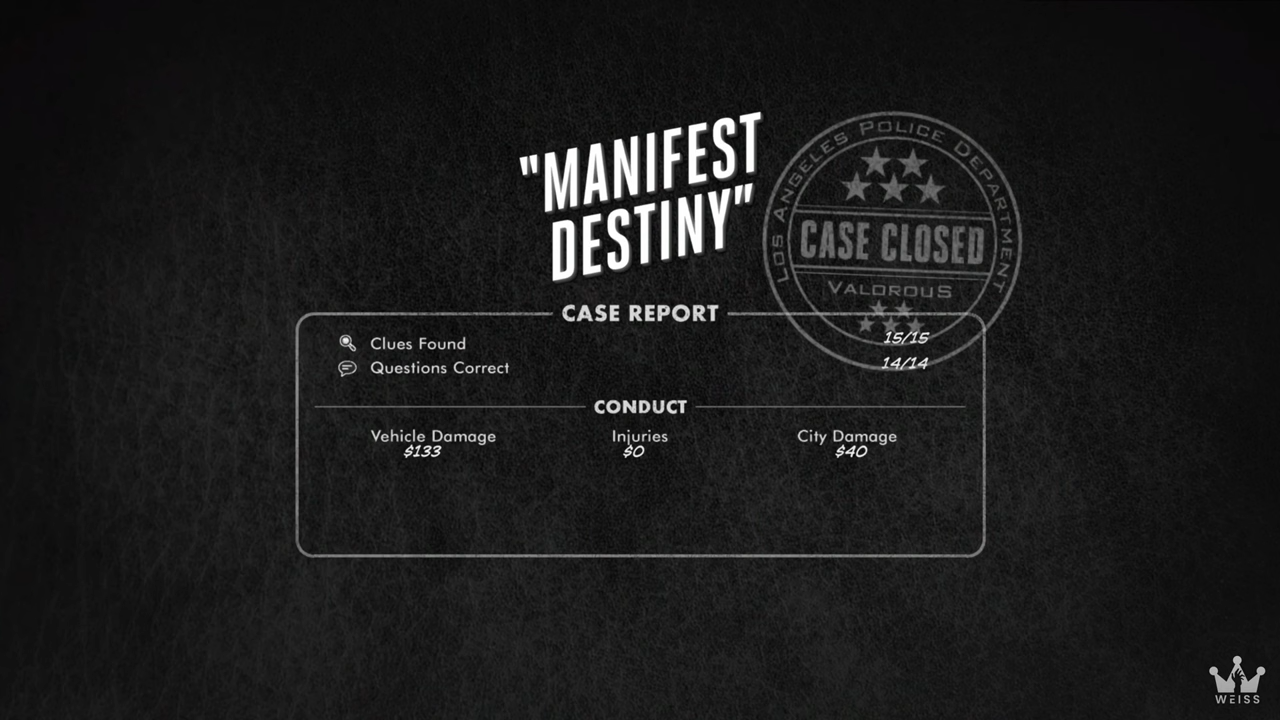 "MANIFEST
DESTINY"
LOS ANGELES POLICE DEPARTMENT
CASE CLOSED
VALOROUS
CASE REPORT
Clues Found 15/15
Questions Correct 14/14
CONDUCT
Vehicle Damage Injuries City Damage
$133 $0 $40
WEISS